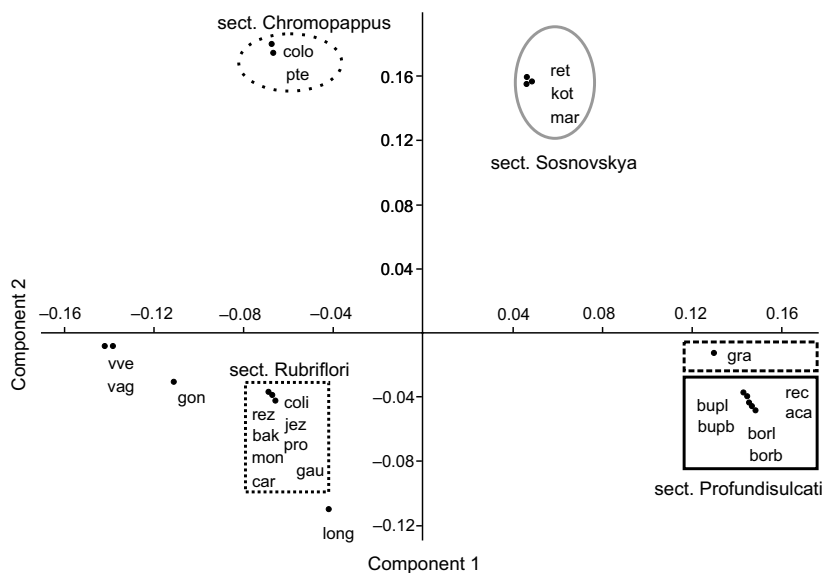 sect. Chromopappus
colo
pte
ret
kot
mar
sect. Sosnovskya
0.16
0.12
0.08
0.04
Component 2
–0.16 –0.12 –0.08 –0.04 0.04 0.08 0.12 0.16
vve
vag
gon
sect. Rubriflori
coli
rez
jez
bak
pro
mon
gau
car
long
gra
rec
bupl
aca
bupb
borl
borb
sect. Profundisulcati
–0.04
–0.08
–0.12
Component 1